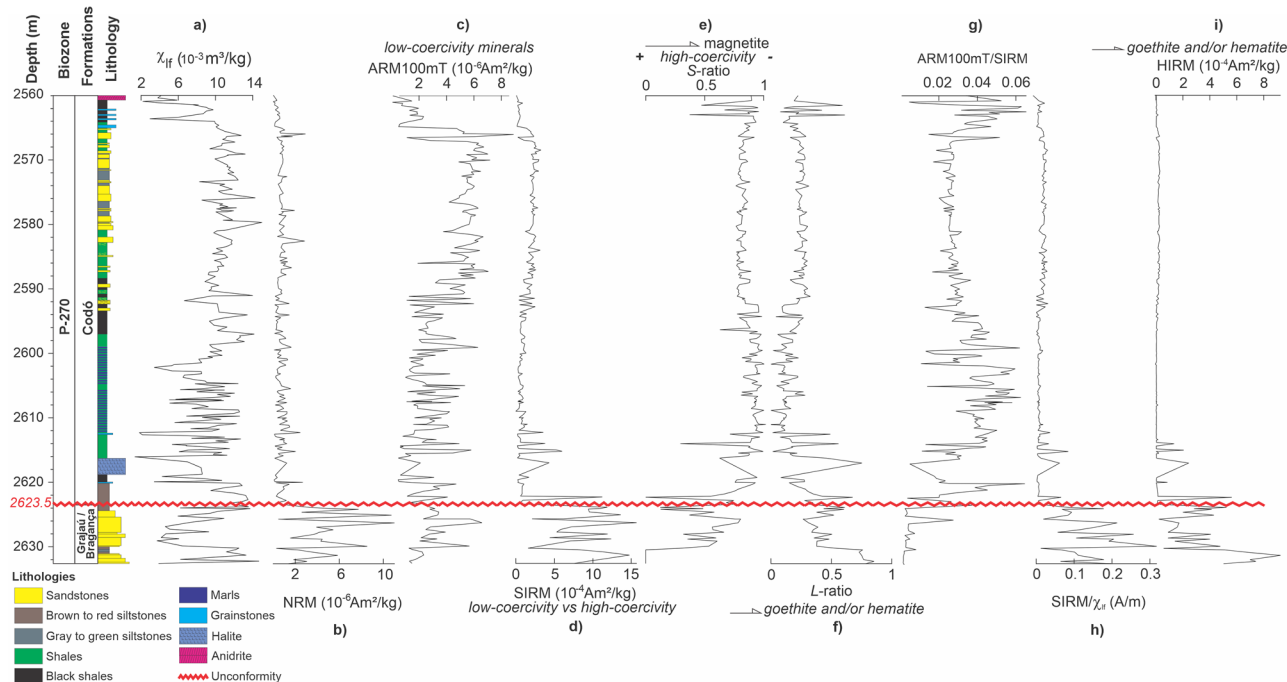 a)
c)
e)
g)
i)
Depth (m)
Biozone
Formations
Lithology
χlf (10-3 m³/kg)
2 6 10 14
low-coercivity minerals
ARM100mT (10-6Am²/kg)
2 6 8
magnetite
+ high-coercivity -
S-ratio
0 0.5 1
ARM100mT/SIRM
0.02 0.04 0.06
goethite and/or hematite
HIRM (10-4Am²/kg)
0 2 4 6 8
2560
2570
2580
2590
2600
2610
2620
2623.5
2630
P-270
Codó
Grajaú /
Bragança
2 6 10
NRM (10-6Am²/kg)
b)
0 5 10 15
SIRM (10-4Am²/kg)
low-coercivity vs high-coercivity
d)
0 0.5 1
L-ratio
goethite and/or hematite
f)
0 0.1 0.2 0.3
SIRM/χlf (A/m)
h)
Lithologies
Sandstones
Brown to red siltstones
Gray to green siltstones
Shales
Black shales
Marls
Grainstones
Halite
Anidrite
Unconformity